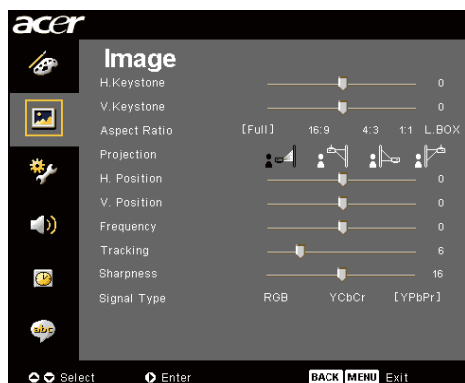 acer
Image
H.Keystone 0
V.Keystone 0
Aspect Ratio [Full] 16:9 4:3 1:1 L.BOX
Projection
H. Position 0
V. Position 0
Frequency 0
Tracking 6
Sharpness 16
Signal Type RGB YCbCr [YPbPr]
abc
Select Enter BACK MENU Exit